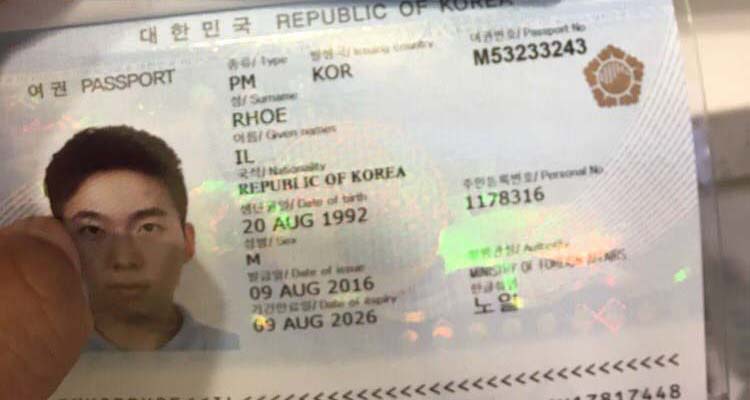 대한민국 REPUBLIC OF KOREA
여권 PASSPORT
종류/ Type 발행국/ Issuing country 여권번호/ Passport No
PM KOR M53233243
성/ Surname
RHOE
이름/ Given names
IL
국적/ Nationality
REPUBLIC OF KOREA
생년월일/ Date of birth 주민등록번호/ Personal No
20 AUG 1992 1178316
성별/ Sex 발행관청/ Authority
M MINISTRY OF FOREIGN AFFAIRS
발급일/ Date of issue 한글성명
09 AUG 2016 노일
기간만료일/ Date of expiry
09 AUG 2026